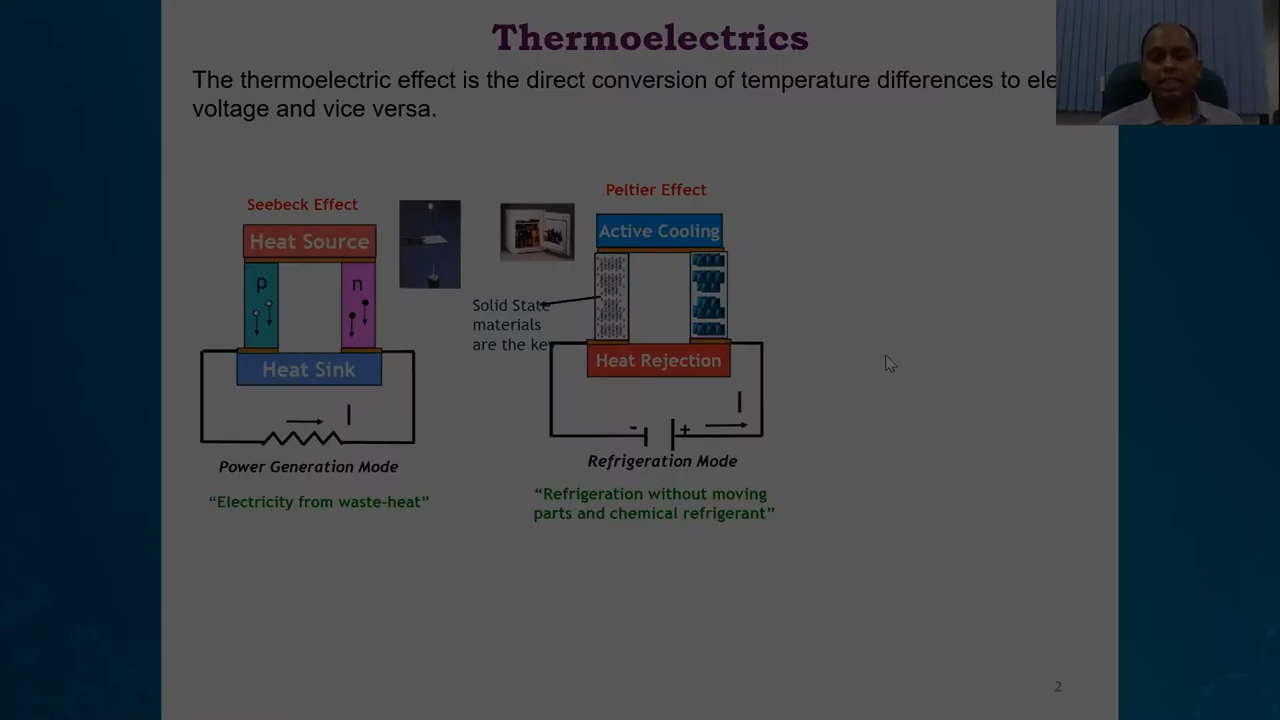 Thermoelectrics
The thermoelectric effect is the direct conversion of temperature differences to ele
voltage and vice versa.
Seebeck Effect
Heat Source
p
n
Heat Sink
I
Power Generation Mode
“Electricity from waste-heat”
Peltier Effect
Active Cooling
Solid State
materials
are the key
Heat Rejection
I
- +
Refrigeration Mode
“Refrigeration without moving
parts and chemical refrigerant”
2